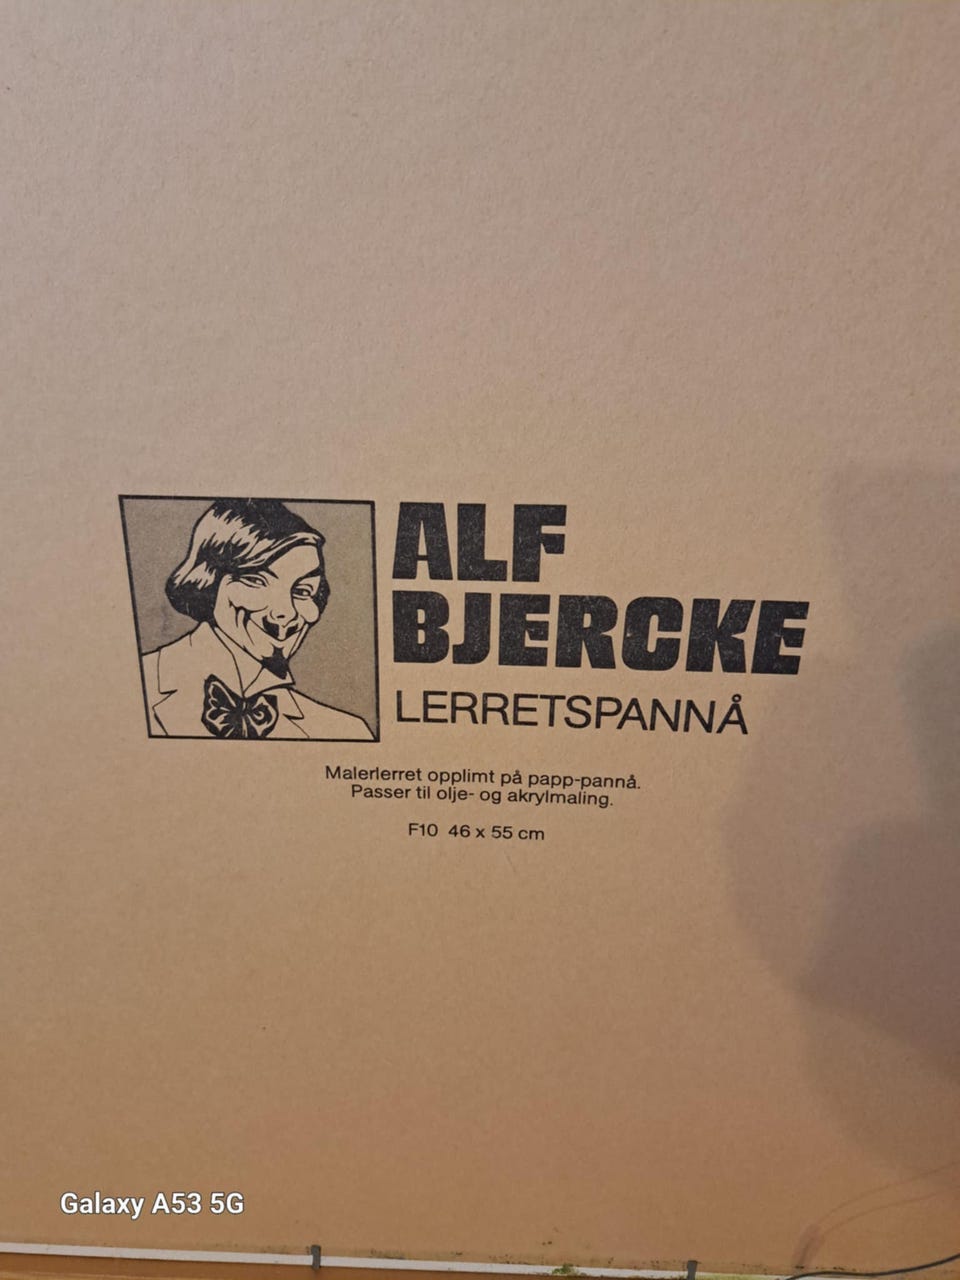 ALF
BJERCKE
LERRETSPANNÅ
Malerlerret opplimt på papp-pannå.
Passer til olje- og akrylmaling.
F10 46 x 55 cm
Galaxy A53 5G